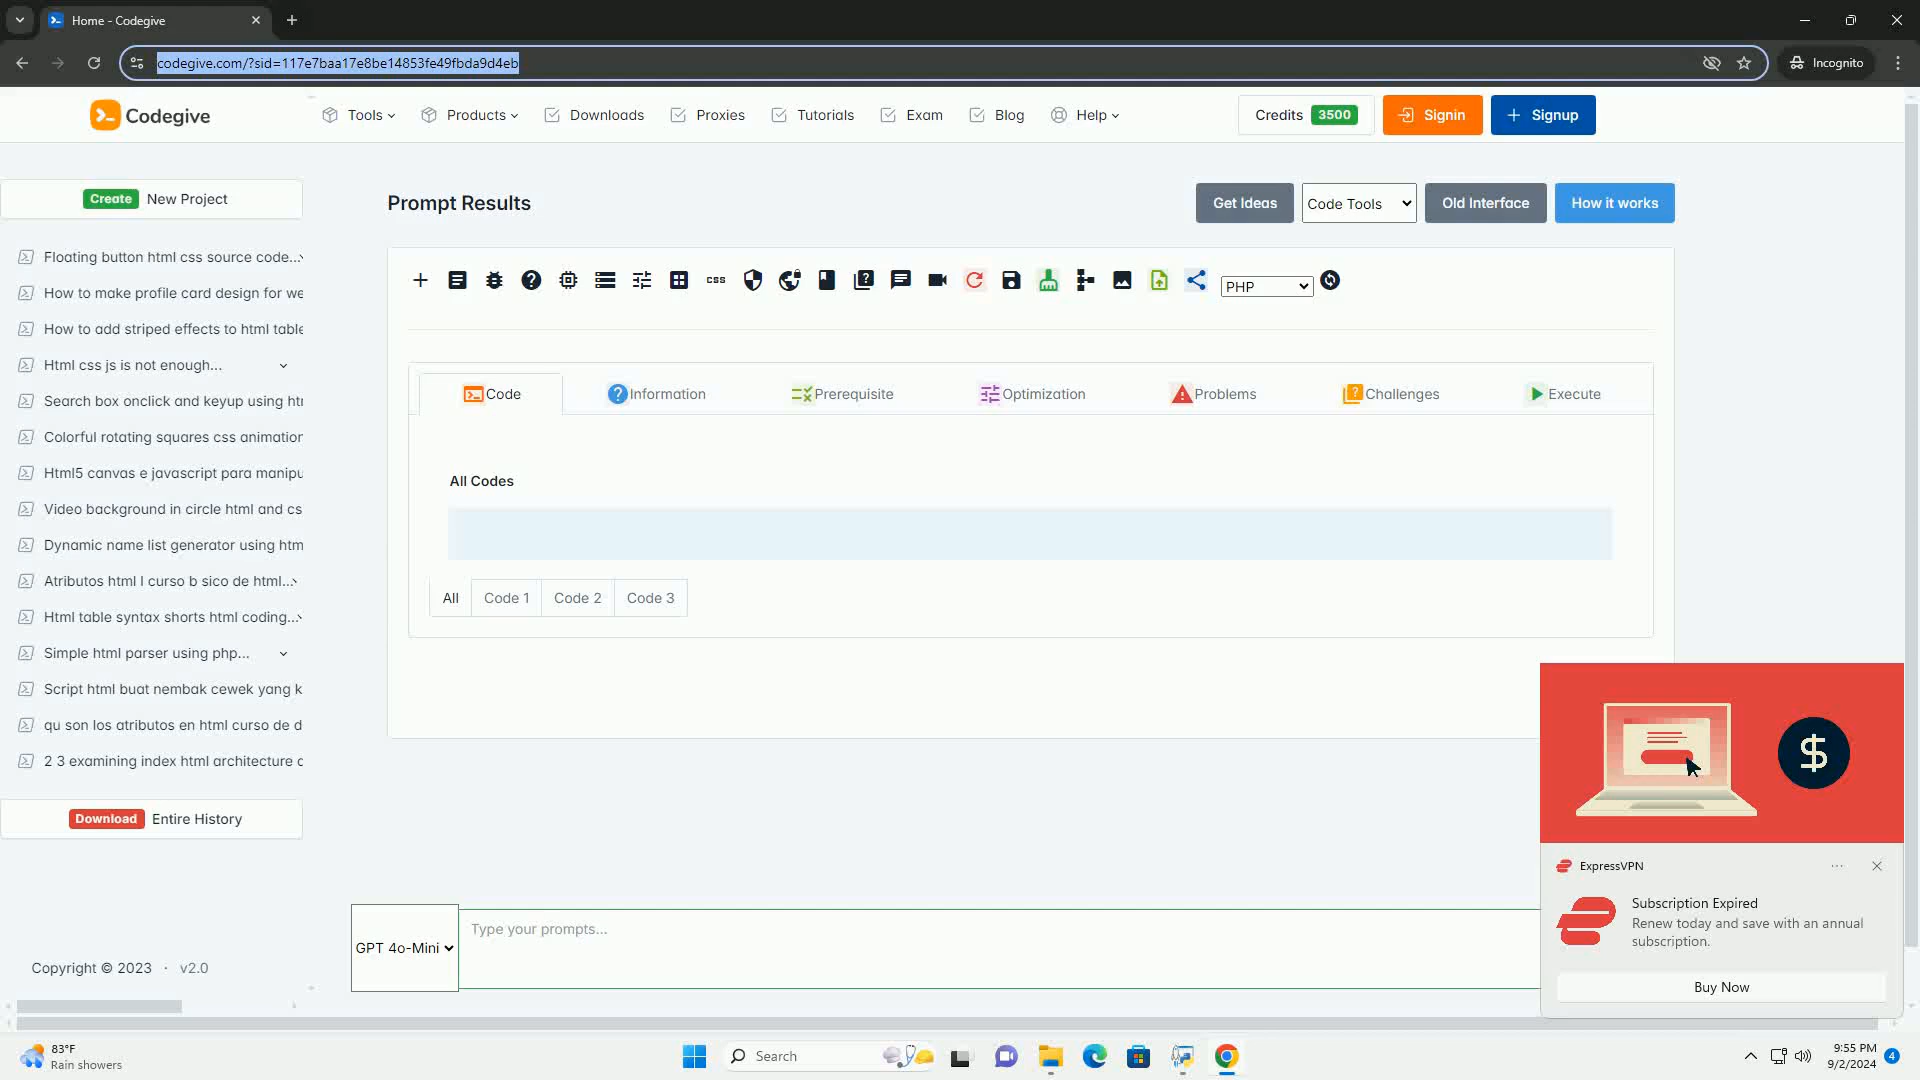 Home - Codegive
codegive.com/?sid=117e7baa17e8be14853fe49fbda9d4eb
Incognito
Codegive
Tools
Products
Downloads
Proxies
Tutorials
Exam
Blog
Help
Credits 3500
Signin
Signup
Create New Project
Floating button html css source code...
How to make profile card design for we
How to add striped effects to html table
Html css js is not enough...
Search box onclick and keyup using htr
Colorful rotating squares css animation
Html5 canvas e javascript para manipu
Video background in circle html and cs
Dynamic name list generator using htm
Atributos html l curso b sico de html...
Html table syntax shorts html coding...
Simple html parser using php...
Script html buat nembak cewek yang k
qu son los atributos en html curso de d
2 3 examining index html architecture c
Download Entire History
Copyright © 2023 · v2.0
Prompt Results
Get Ideas
Code Tools
Old Interface
How it works
css
PHP
Code
Information
Prerequisite
Optimization
Problems
Challenges
Execute
All Codes
All
Code 1
Code 2
Code 3
GPT 4o-Mini
Type your prompts...
ExpressVPN
Subscription Expired
Renew today and save with an annual
subscription.
Buy Now
83°F
Rain showers
Search
9:55 PM
9/2/2024
4